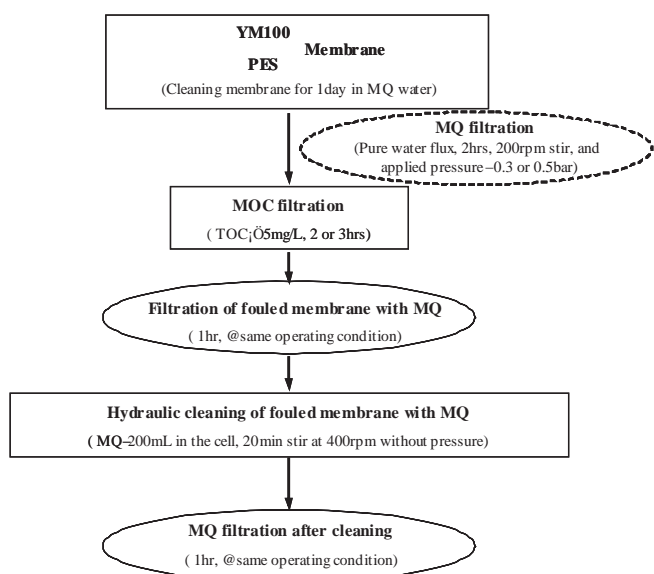 YM100
Membrane
PES
(Cleaning membrane for 1day in MQ water)
MQ filtration
(Pure water flux, 2hrs, 200rpm stir, and
applied pressure–0.3 or 0.5bar)
MOC filtration
( TOC¡Ö5mg/L, 2 or 3hrs)
Filtration of fouled membrane with MQ
( 1hr, @same operating condition)
Hydraulic cleaning of fouled membrane with MQ
( MQ–200mL in the cell, 20min stir at 400rpm without pressure)
MQ filtration after cleaning
( 1hr, @same operating condition)